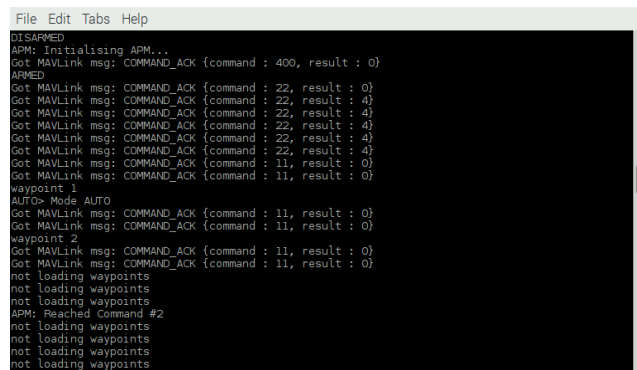 File Edit Tabs Help
DISARMED
APM: Initialising APM...
Got MAVLink msg: COMMAND_ACK {command : 400, result : 0}
ARMED
Got MAVLink msg: COMMAND_ACK {command : 22, result : 0}
Got MAVLink msg: COMMAND_ACK {command : 22, result : 4}
Got MAVLink msg: COMMAND_ACK {command : 22, result : 4}
Got MAVLink msg: COMMAND_ACK {command : 22, result : 4}
Got MAVLink msg: COMMAND_ACK {command : 22, result : 4}
Got MAVLink msg: COMMAND_ACK {command : 22, result : 4}
Got MAVLink msg: COMMAND_ACK {command : 11, result : 0}
Got MAVLink msg: COMMAND_ACK {command : 11, result : 0}
waypoint 1
AUTO> Mode AUTO
Got MAVLink msg: COMMAND_ACK {command : 11, result : 0}
Got MAVLink msg: COMMAND_ACK {command : 11, result : 0}
waypoint 2
Got MAVLink msg: COMMAND_ACK {command : 11, result : 0}
Got MAVLink msg: COMMAND_ACK {command : 11, result : 0}
not loading waypoints
not loading waypoints
not loading waypoints
APM: Reached Command #2
not loading waypoints
not loading waypoints
not loading waypoints
not loading waypoints